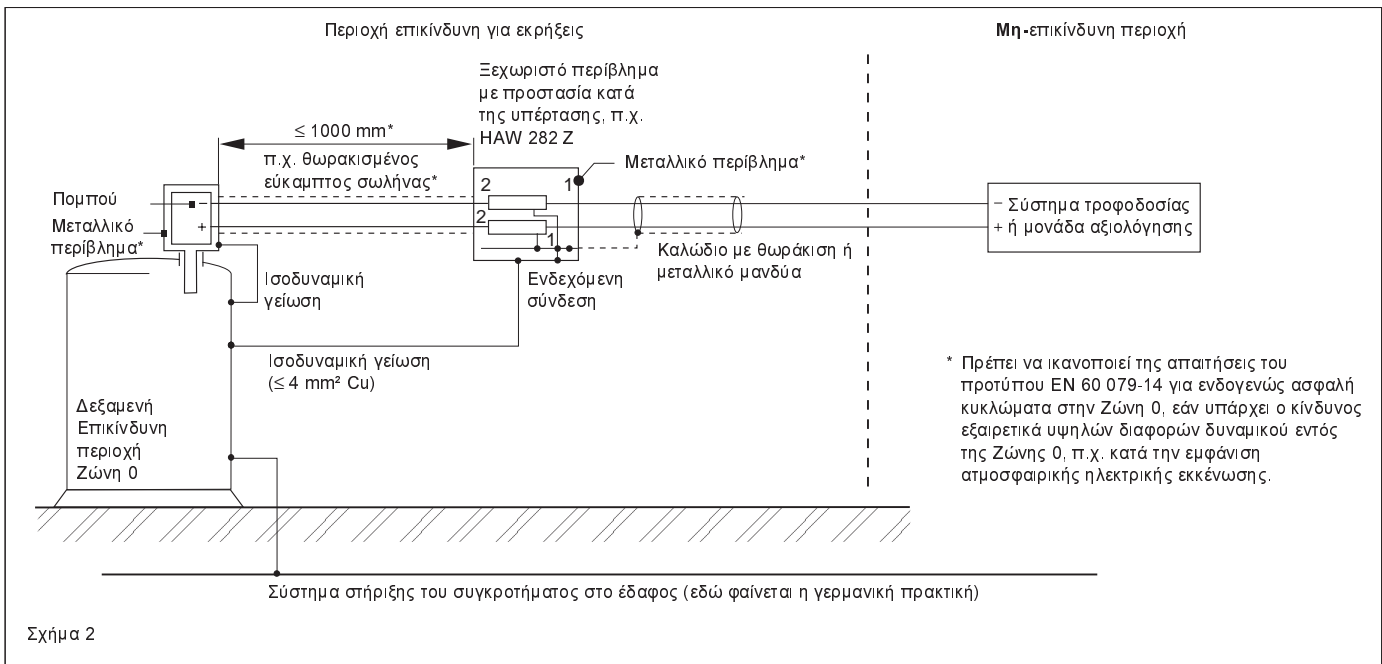 Περιοχή επικίνδυνη για εκρήξεις
Μη-επικίνδυνη περιοχή
Ξεχωριστό περίβλημα
με προστασία κατά
της υπέρτασης, π.χ.
HAW 282 Z
≤ 1000 mm*
π.χ. θωρακισμένος
εύκαμπτος σωλήνας*
Μεταλλικό περίβλημα*
Πομπού
Μεταλλικό
περίβλημα*
–
+
2
1
2
1
– Σύστημα τροφοδοσίας
+ ή μονάδα αξιολόγησης
Καλώδιο με θωράκιση ή
μεταλλικό μανδύα
Ισοδυναμική
γείωση
Ενδεχόμενη
σύνδεση
Ισοδυναμική γείωση
(≤ 4 mm² Cu)
Δεξαμενή
Επικίνδυνη
περιοχή
Ζώνη 0
* Πρέπει να ικανοποιεί της απαιτήσεις του
προτύπου EN 60 079-14 για ενδογενώς ασφαλή
κυκλώματα στην Ζώνη 0, εάν υπάρχει ο κίνδυνος
εξαιρετικά υψηλών διαφορών δυναμικού εντός
της Ζώνης 0, π.χ. κατά την εμφάνιση
ατμοσφαιρικής ηλεκτρικής εκκένωσης.
Σύστημα στήριξης του συγκροτήματος στο έδαφος (εδώ φαίνεται η γερμανική πρακτική)
Σχήμα 2